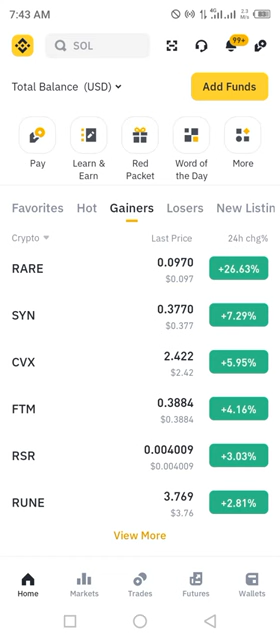 7:43 AM
4G
2.3
M/s
SOL
99+
Total Balance (USD)
Add Funds
Pay
Learn &
Earn
Red
Packet
Word of
the Day
More
Favorites Hot Gainers Losers New Listin
Crypto Last Price 24h chg%
RARE 0.0970 +26.63%
$0.097
SYN 0.3770 +7.29%
$0.377
CVX 2.422 +5.95%
$2.42
FTM 0.3884 +4.16%
$0.3884
RSR 0.004009 +3.03%
$0.004009
RUNE 3.769 +2.81%
$3.76
View More
Home Markets Trades Futures Wallets